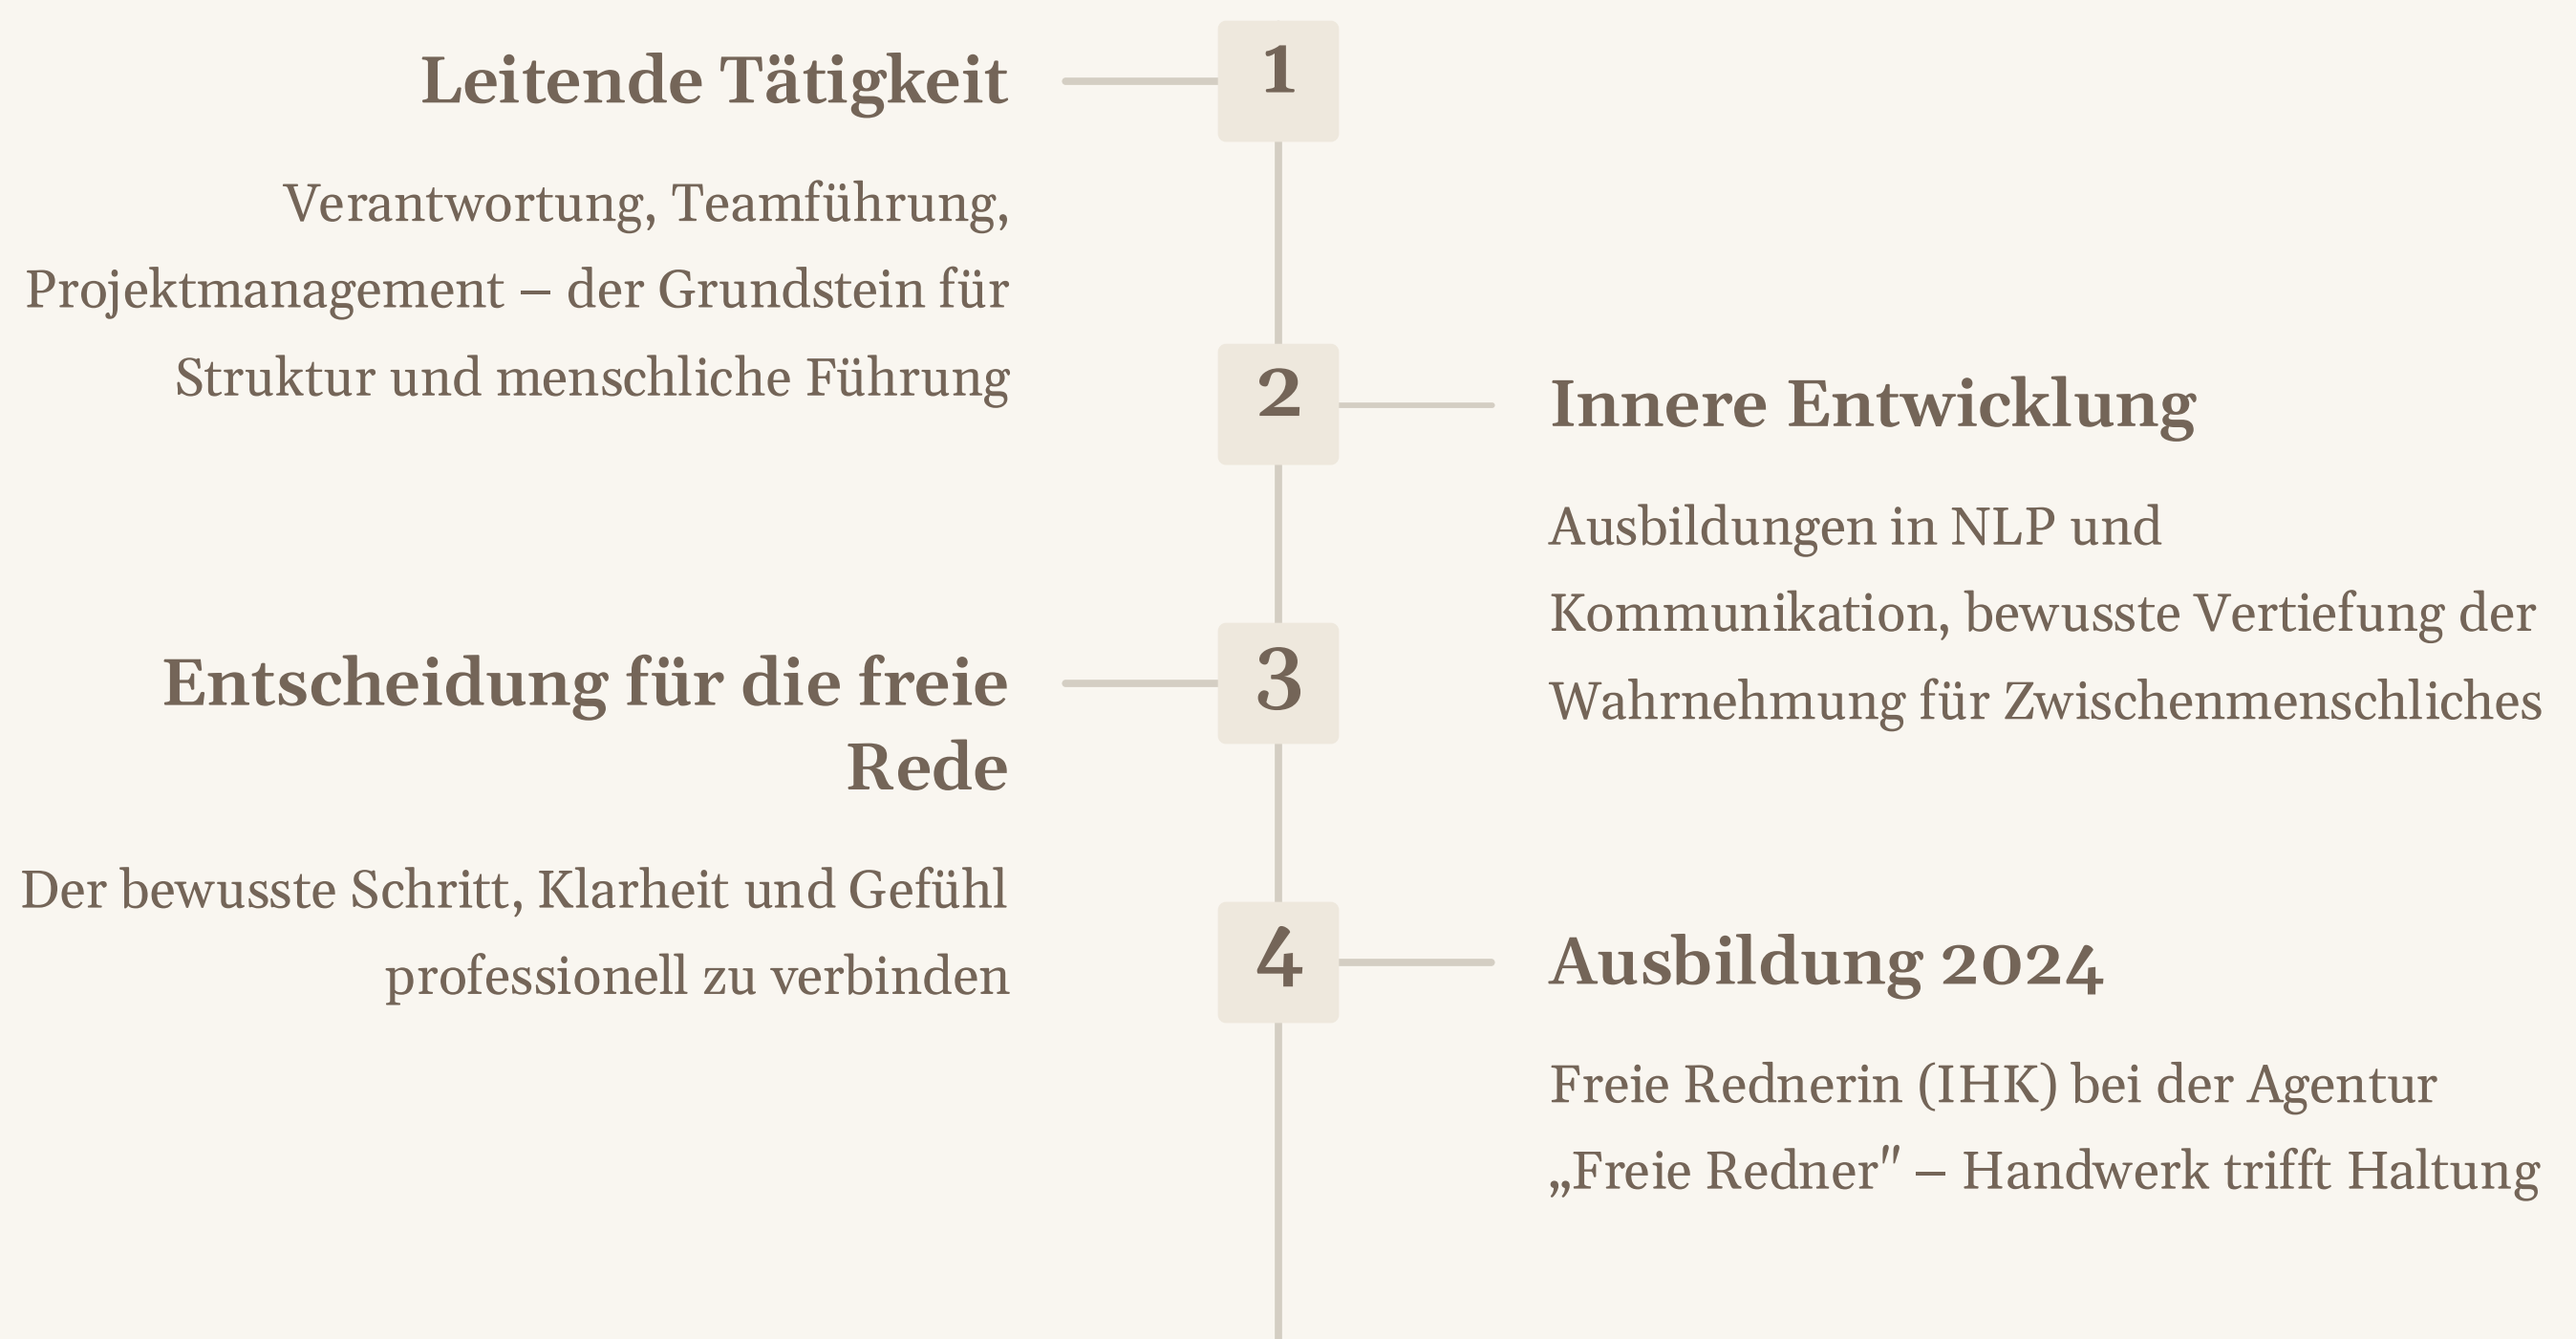 1
Leitende Tätigkeit
Verantwortung, Teamführung,
Projektmanagement – der Grundstein für
Struktur und menschliche Führung
2
Innere Entwicklung
Ausbildungen in NLP und
Kommunikation, bewusste Vertiefung der
Wahrnehmung für Zwischenmenschliches
3
Entscheidung für die freie
Rede
Der bewusste Schritt, Klarheit und Gefühl
professionell zu verbinden
4
Ausbildung 2024
Freie Rednerin (IHK) bei der Agentur
„Freie Redner" – Handwerk trifft Haltung